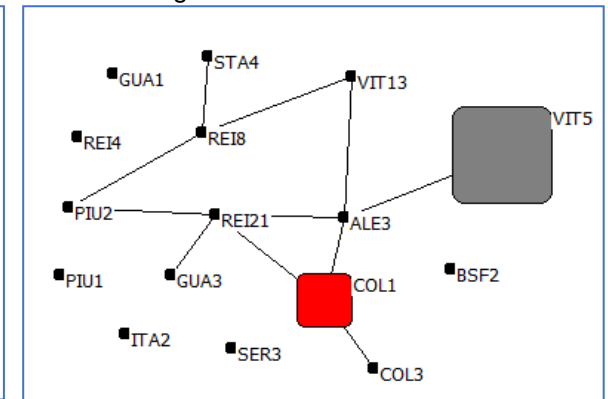 STA4
GUA1
VIT13
VIT5
REI8
REI4
PIU2
REI21
ALE3
PIU1
GUA3
COL1
BSF2
ITA2
SER3
COL3